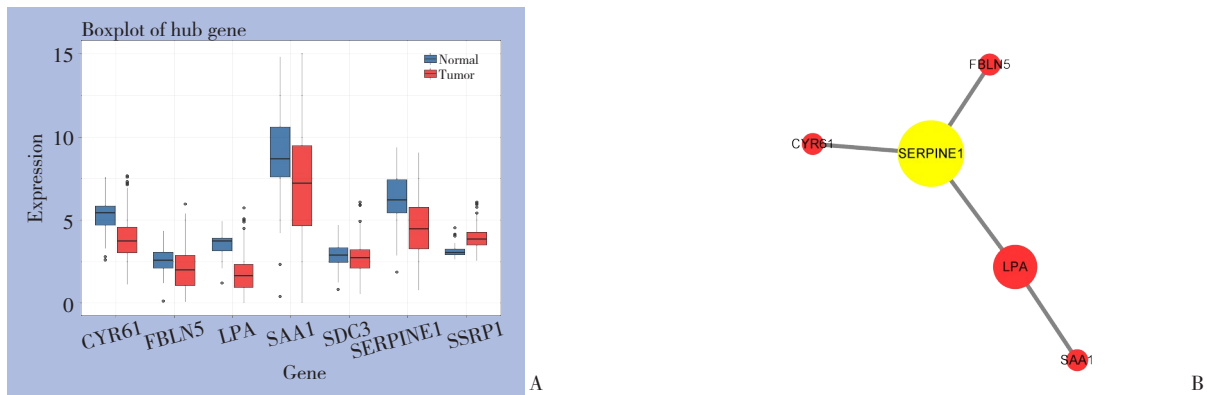 Boxplot of hub gene
Normal
Tumor
15
10
5
0
Expression
CYR61 FBLN5 LPA SAA1 SDC3 SERPINE1 SSRP1
Gene
A
FBLN5
CYR61
SERPINE1
LPA
SAA1
B